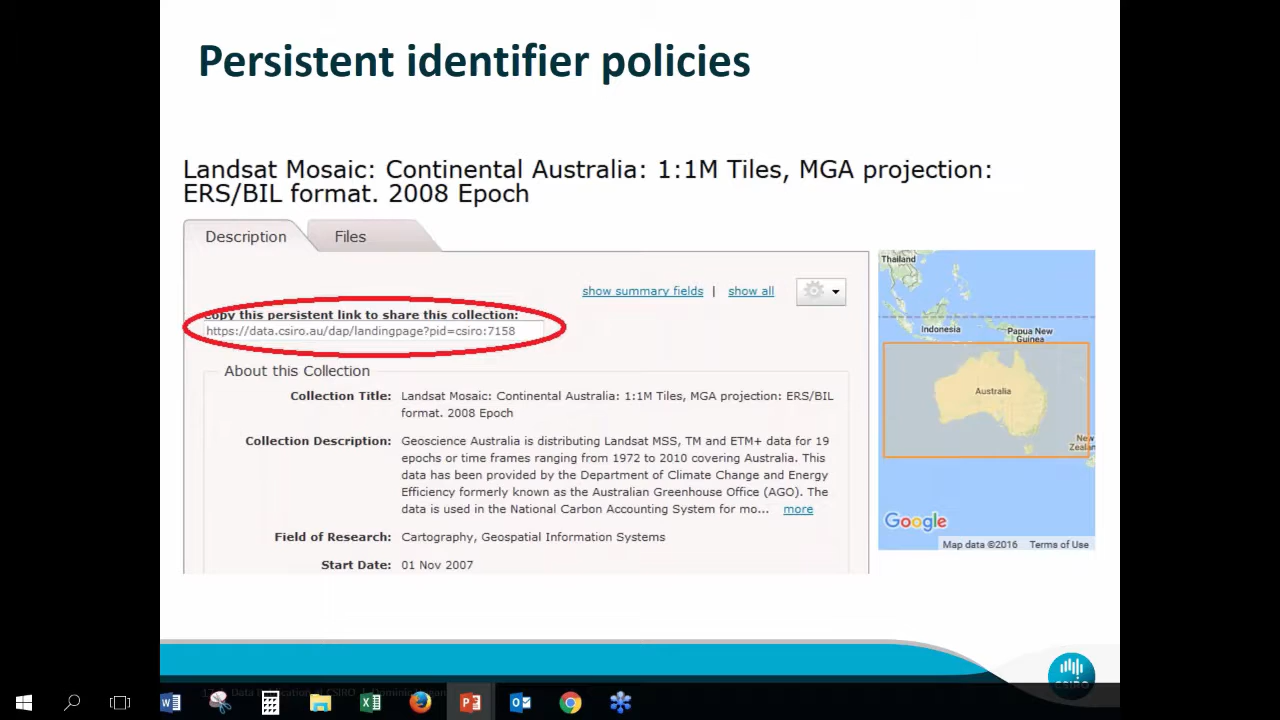 Persistent identifier policies
Landsat Mosaic: Continental Australia: 1:1M Tiles, MGA projection:
ERS/BIL format. 2008 Epoch
Description Files
show summary fields | show all
Copy this persistent link to share this collection:
https://data.csiro.au/dap/landingpage?pid=csiro:7158
About this Collection
Collection Title: Landsat Mosaic: Continental Australia: 1:1M Tiles, MGA projection: ERS/BIL
format. 2008 Epoch
Collection Description: Geoscience Australia is distributing Landsat MSS, TM and ETM+ data for 19
epochs or time frames ranging from 1972 to 2010 covering Australia. This
data has been provided by the Department of Climate Change and Energy
Efficiency formerly known as the Australian Greenhouse Office (AGO). The
data is used in the National Carbon Accounting System for mo... more
Field of Research: Cartography, Geospatial Information Systems
Start Date: 01 Nov 2007
Thailand
Indonesia
Papua New
Guinea
Australia
New
Zealan
Google
Map data ©2016 Terms of Use
CSIRO